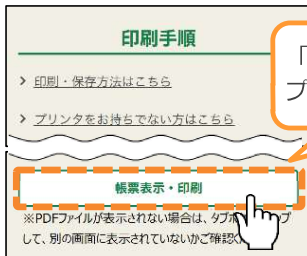 印刷手順
「
プ
> 印刷・保存方法はこちら
> プリンタをお持ちでない方はこちら
帳票表示・印刷
※PDFファイルが表示されない場合は、タブ
して、別の画面に表示されていないかご確認く